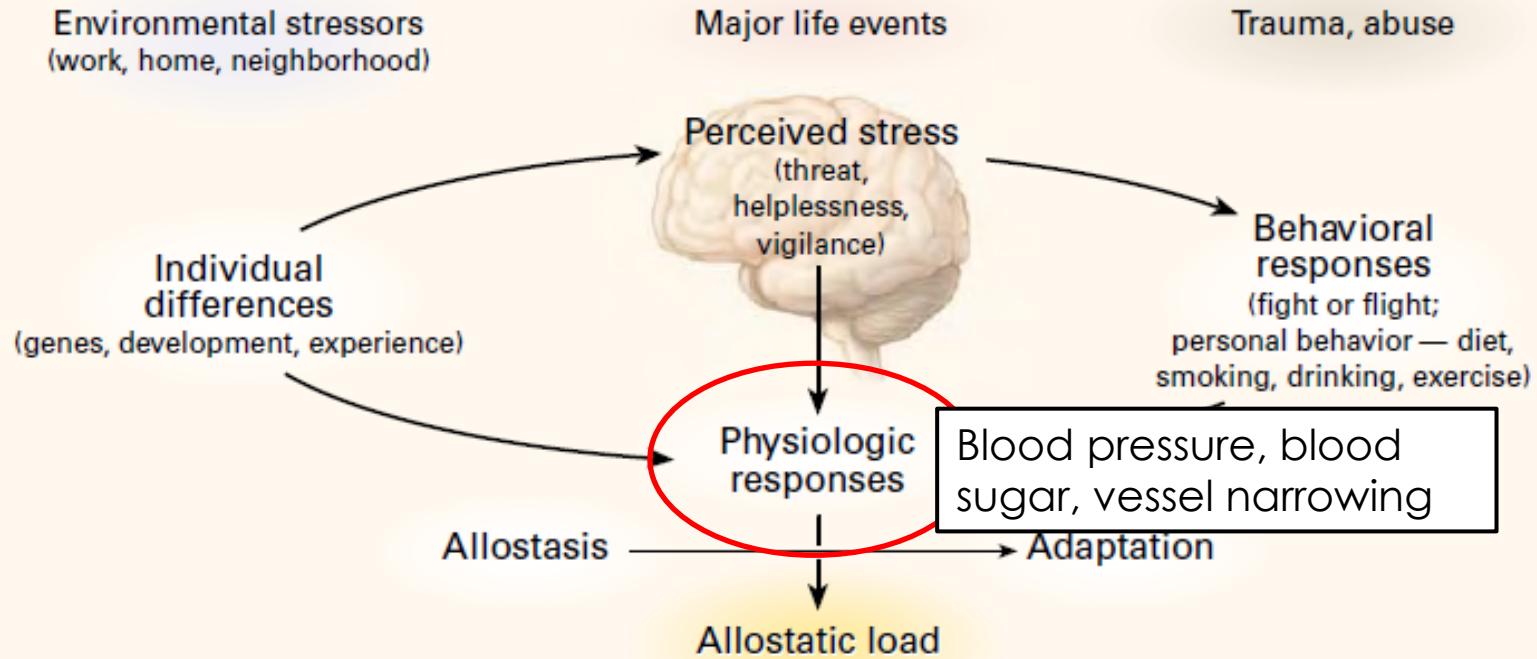 Environmental stressors
(work, home, neighborhood)
Major life events
Trauma, abuse
Perceived stress
(threat,
helplessness,
vigilance)
Individual
differences
(genes, development, experience)
Behavioral
responses
(fight or flight;
personal behavior — diet,
smoking, drinking, exercise)
Physiologic
responses
Blood pressure, blood
sugar, vessel narrowing
Allostasis
Adaptation
Allostatic load